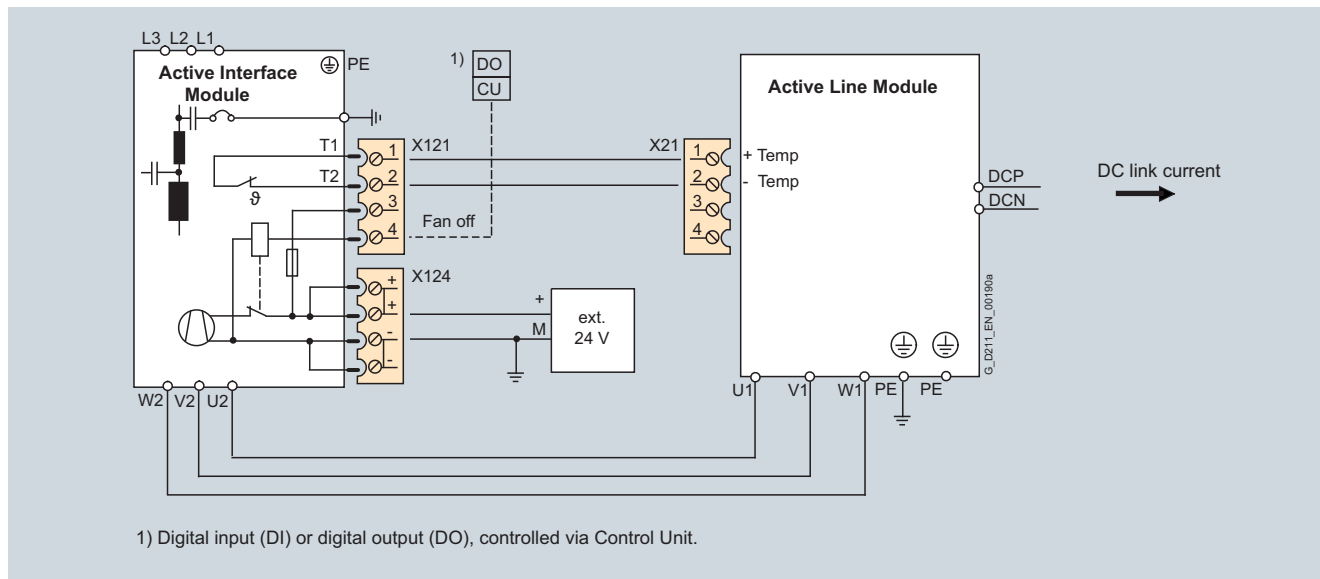 L3 L2 L1
Active Interface
Module
PE
1) DO
CU
Active Line Module
T1
T2
ϑ
1
2
3
4
X121
Fan off
X21
1
2
3
4
+ Temp
- Temp
DCP
DCN
DC link current
+
+
-
-
X124
+
M
ext.
24 V
G_D211_EN_00190a
W2 V2 U2
U1 V1 W1 PE PE
1) Digital input (DI) or digital output (DO), controlled via Control Unit.